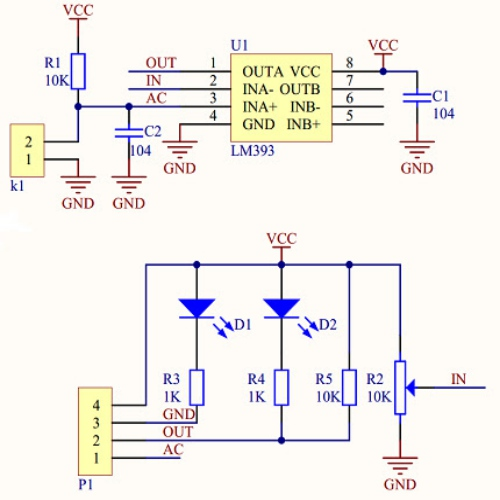 VCC
R1
10K
OUT
IN
AC
1
2
3
4
U1
OUTA VCC
INA- OUTB
INA+ INB-
GND INB+
LM393
8
7
6
5
VCC
C1
104
GND
C2
104
GND
2
1
k1
GND
GND
VCC
D1
D2
R3
1K
R4
1K
R5
10K
R2
10K
IN
4
3
2
1
GND
OUT
AC
P1
GND